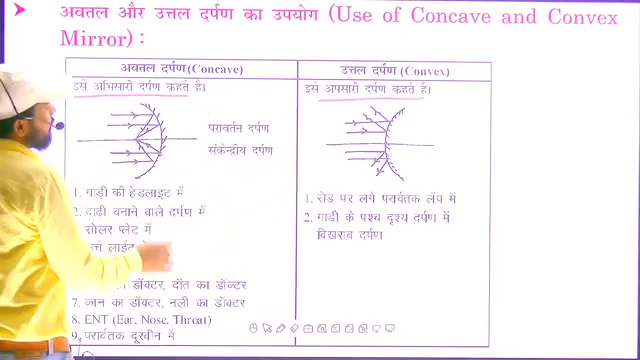 अवतल और उत्तल दर्पण का उपयोग (Use of Concave and Convex
Mirror) :
अवतल दर्पण (Concave)
इसे अभिसारी दर्पण कहते है।
परावर्तन दर्पण
संकेन्द्रीय दर्पण
1. गाड़ी की हेडलाइट में
2. दाढ़ी बनाने वाले दर्पण में
सोलर प्लेट में
सर्च लाईट
का डॉक्टर, दाँत का डॉक्टर
7. कान का डॉक्टर, नली का डॉक्टर
8. ENT (Ear, Nose, Throat)
9. परावर्तक दूरबीन में
उत्तल दर्पण (Convex)
इसे अपसारी दर्पण कहते है।
1. रोड पर लगे परावर्तक लेंप में
2. गाड़ी के पश्च दृश्य दर्पण में
बिखराव दर्पण